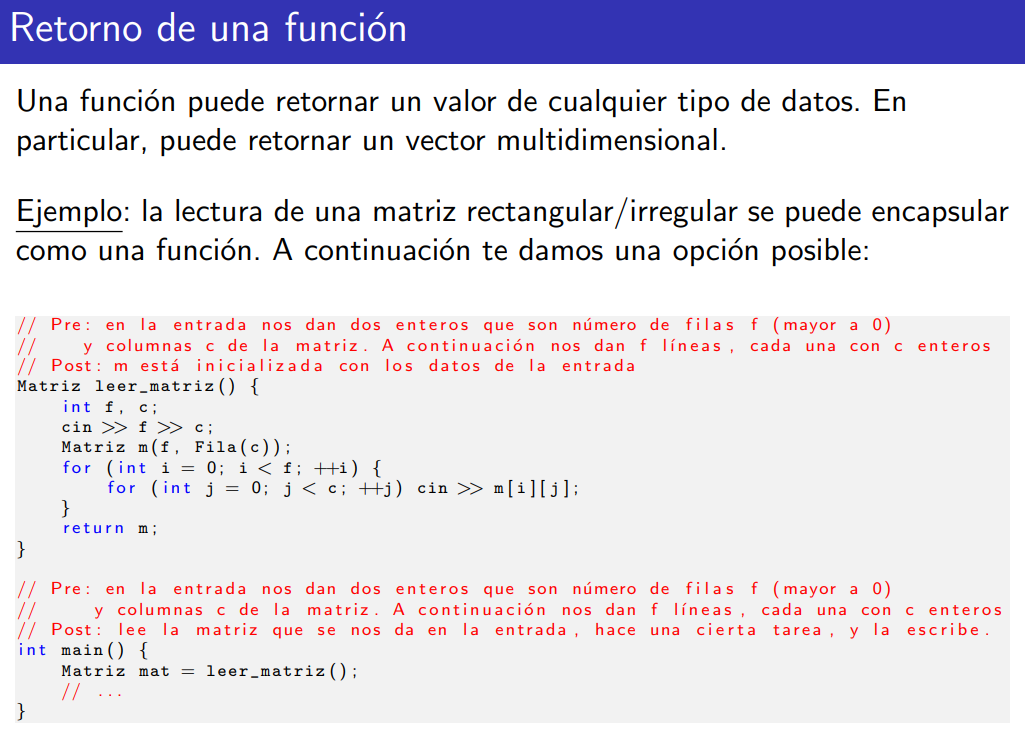 Retorno de una función
Una función puede retornar un valor de cualquier tipo de datos. En
particular, puede retornar un vector multidimensional.
Ejemplo: la lectura de una matriz rectangular/irregular se puede encapsular
como una función. A continuación te damos una opción posible:
// Pre: en la entrada nos dan dos enteros que son número de filas f (mayor a 0)
//     y columnas c de la matriz. A continuación nos dan f líneas, cada una con c enteros
// Post: m está inicializada con los datos de la entrada
Matriz leer_matriz() {
    int f, c;
    cin >> f >> c;
    Matriz m(f, Fila(c));
    for (int i = 0; i < f; ++i) {
        for (int j = 0; j < c; ++j) cin >> m[i][j];
    }
    return m;
}
// Pre: en la entrada nos dan dos enteros que son número de filas f (mayor a 0)
//      y columnas c de la matriz. A continuación nos dan f líneas, cada una con c enteros
// Post: lee la matriz que se nos da en la entrada, hace una cierta tarea, y la escribe.
int main() {
    Matriz mat = leer_matriz();
    // ...
}